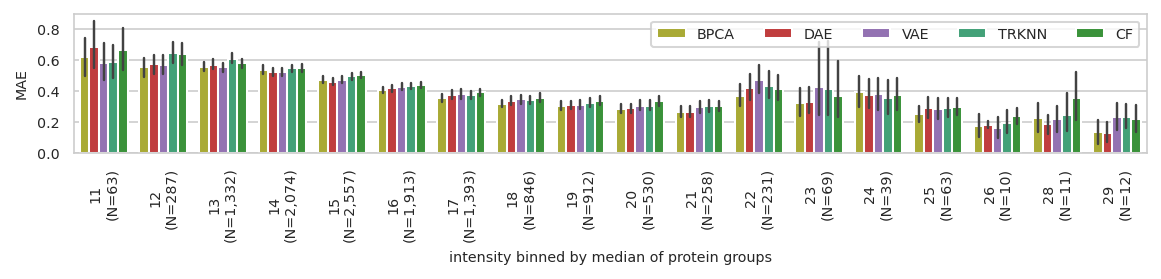 BPCA DAE VAE TRKNN CF
MAE
0.8
0.6
0.4
0.2
0.0
11
(N=63)
12
(N=287)
13
(N=1,332)
14
(N=2,074)
15
(N=2,557)
16
(N=1,913)
17
(N=1,393)
18
(N=846)
19
(N=912)
20
(N=530)
21
(N=258)
22
(N=231)
23
(N=69)
24
(N=39)
25
(N=63)
26
(N=10)
28
(N=11)
29
(N=12)
intensity binned by median of protein groups